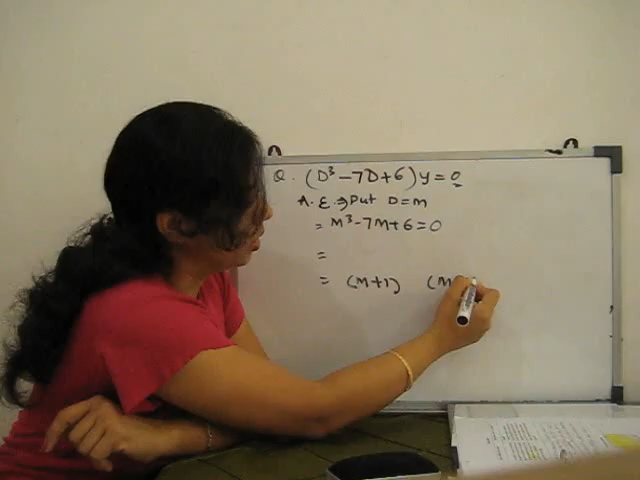 Q. (D³ - 7D + 6) y = 0
A.E. ⇒ Put D = m
= M³ - 7M + 6 = 0
=
= (M+1) (M